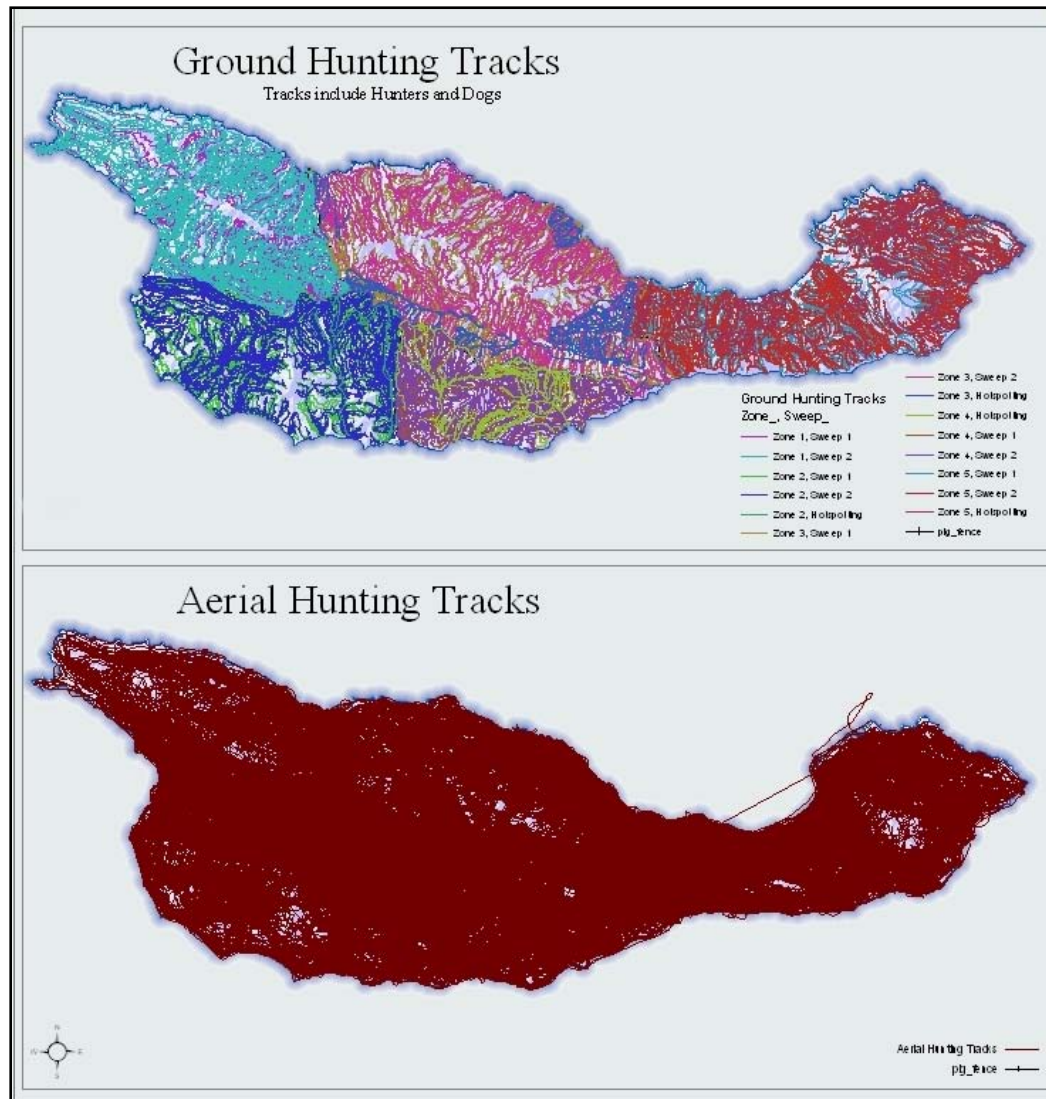 Ground Hunting Tracks
Tracks include Hunters and Dogs
Ground Hunting Tracks
Zone_, Sweep_
Zone 1, Sweep 1
Zone 1, Sweep 2
Zone 2, Sweep 1
Zone 2, Sweep 2
Zone 2, Hotspotting
Zone 3, Sweep 1
Zone 3, Sweep 2
Zone 3, Hotspotting
Zone 4, Hotspotting
Zone 4, Sweep 1
Zone 4, Sweep 2
Zone 5, Sweep 1
Zone 5, Sweep 2
Zone 5, Hotspotting
pig_fence
Aerial Hunting Tracks
N
W
E
S
Aerial Hunting Tracks
pig_fence